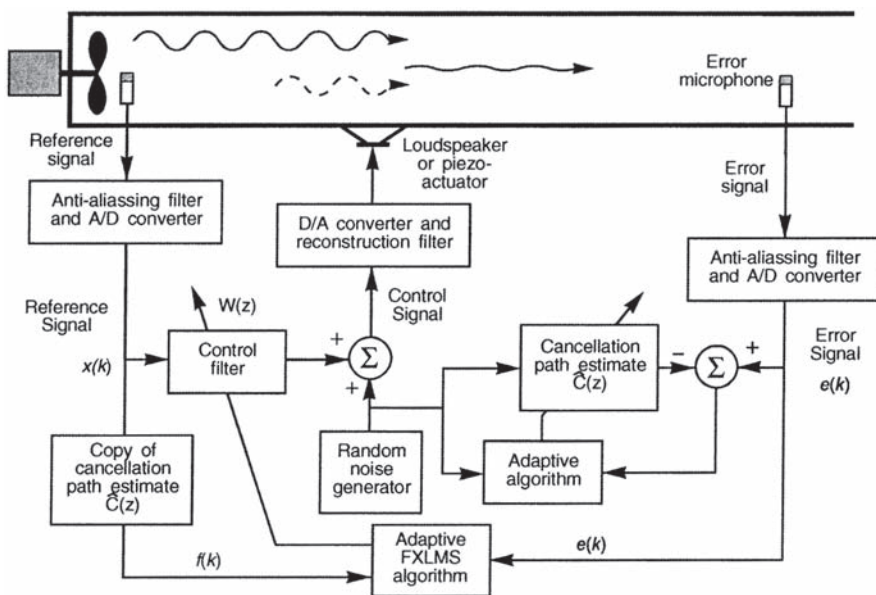 Error
microphone
Reference
signal
Loudspeaker
or piezo-
actuator
Error
signal
Anti-aliassing filter
and A/D converter
D/A converter and
reconstruction filter
Anti-aliassing filter
and A/D converter
Reference
Signal
W(z)
Control
Signal
x(k)
Control
filter
+
Σ
+
Cancellation
path estimate
Ĉ(z)
−
Σ
+
Error
Signal
e(k)
Copy of
cancellation
path estimate
Ĉ(z)
Random
noise
generator
Adaptive
algorithm
f(k)
Adaptive
FXLMS
algorithm
e(k)